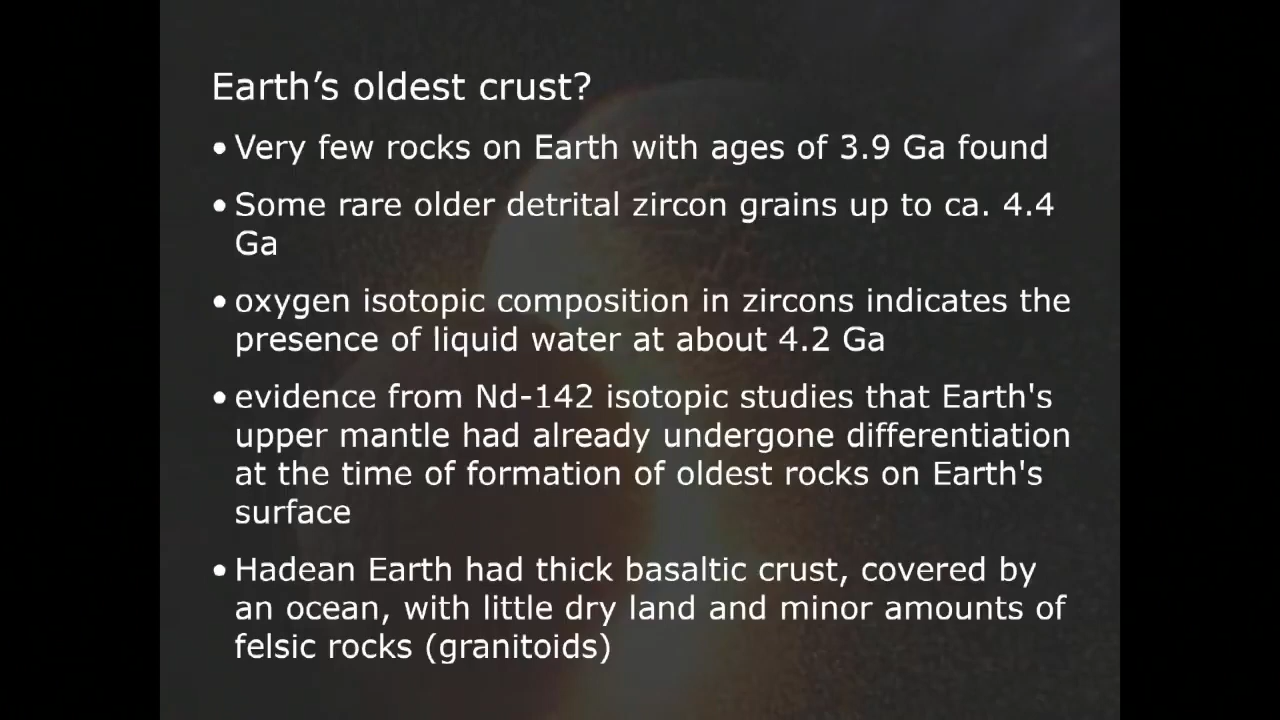 Earth’s oldest crust?
• Very few rocks on Earth with ages of 3.9 Ga found
• Some rare older detrital zircon grains up to ca. 4.4
Ga
• oxygen isotopic composition in zircons indicates the
presence of liquid water at about 4.2 Ga
• evidence from Nd-142 isotopic studies that Earth's
upper mantle had already undergone differentiation
at the time of formation of oldest rocks on Earth's
surface
• Hadean Earth had thick basaltic crust, covered by
an ocean, with little dry land and minor amounts of
felsic rocks (granitoids)